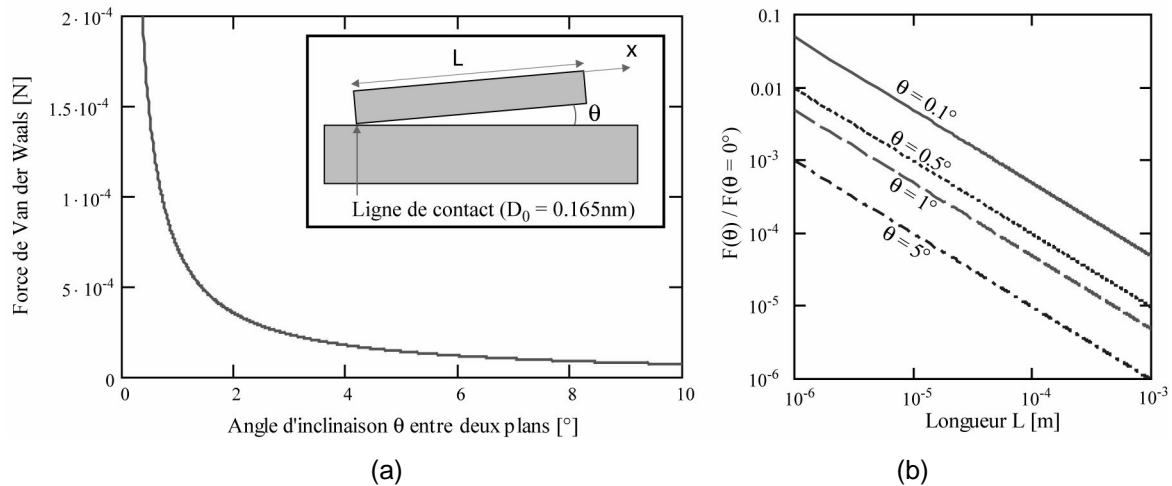 Force de Van der Waals [N]
2·10⁻⁴
1.5·10⁻⁴
1·10⁻⁴
5·10⁻⁴
0
0 2 4 6 8 10
Angle d'inclinaison θ entre deux plans [°]
L
x
θ
Ligne de contact (D₀ = 0.165nm)
(a)
F(θ) / F(θ = 0°)
0.1
0.01
10⁻³
10⁻⁴
10⁻⁵
10⁻⁶
θ = 0.1°
θ = 0.5°
θ = 1°
θ = 5°
10⁻⁶ 10⁻⁵ 10⁻⁴ 10⁻³
Longueur L [m]
(b)